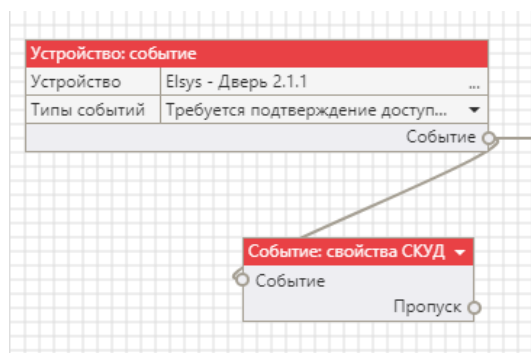 Устройство: событие
Устройство Elsys - Дверь 2.1.1 ...
Типы событий Требуется подтверждение доступ...
Событие
Событие: свойства СКУД
Событие
Пропуск